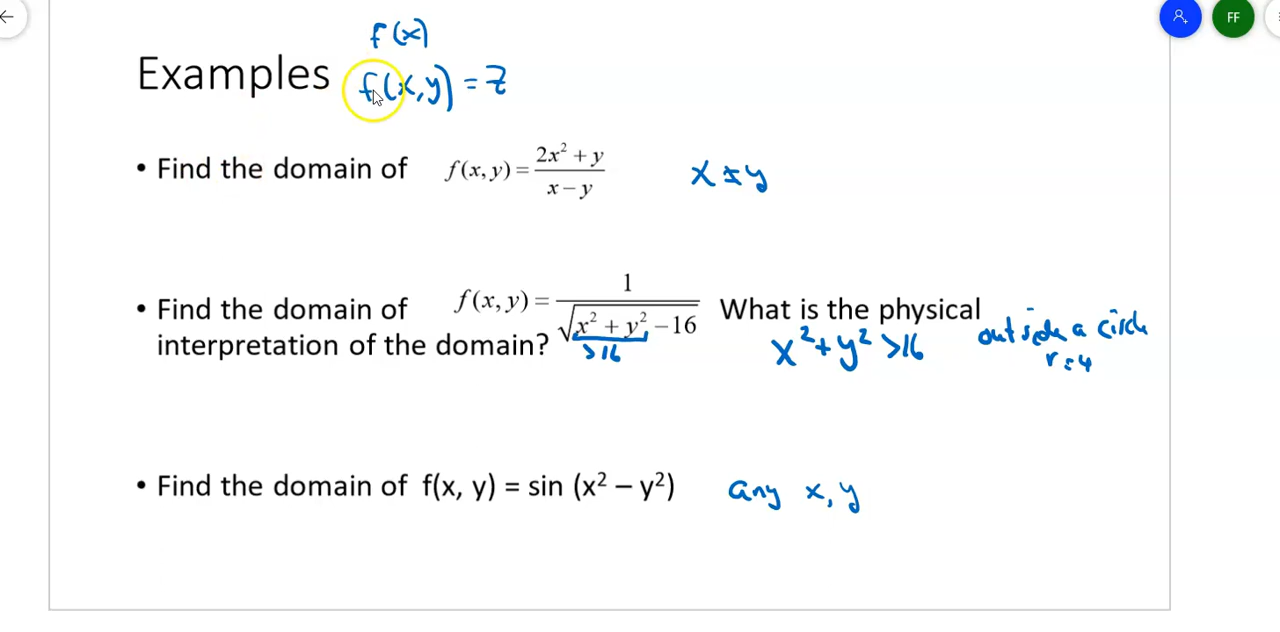 FF
f(x)
Examples f(x,y) = z
• Find the domain of f(x, y) = (2x² + y)/(x − y) x ≠ y
• Find the domain of f(x, y) = 1/√(x² + y² − 16) What is the physical
interpretation of the domain? >16 x² + y² > 16 outside a circle
r = 4
• Find the domain of f(x, y) = sin (x² – y²) any x, y